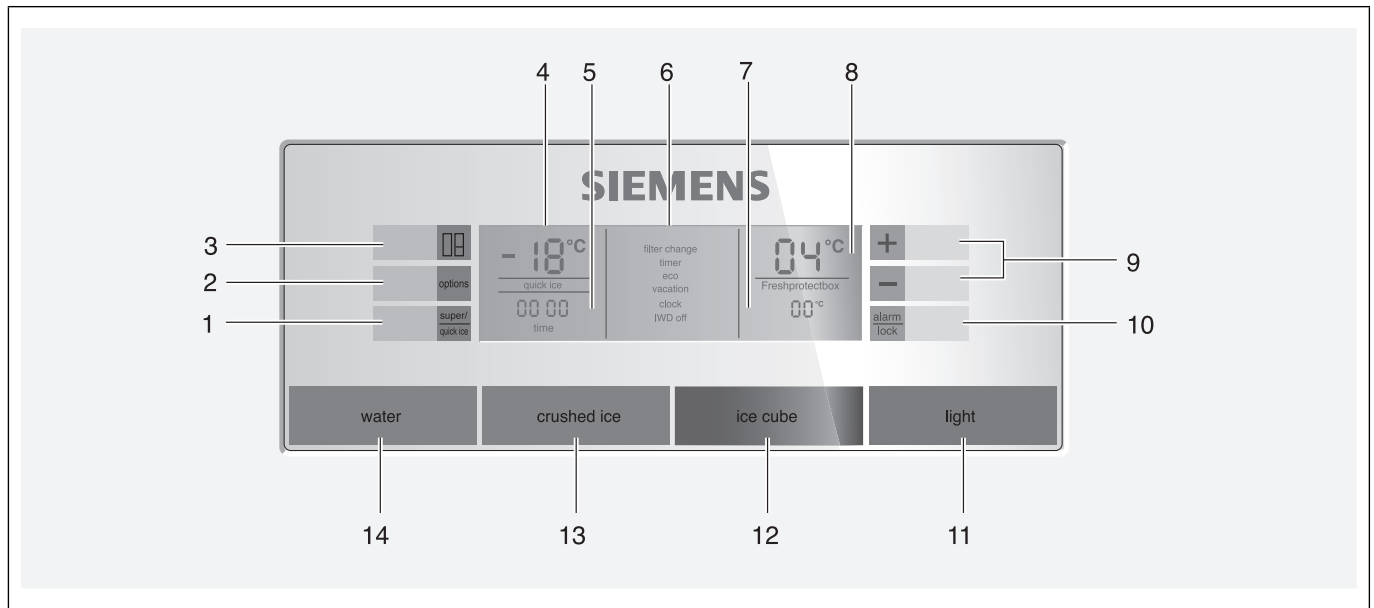 4 5 6 7 8
SIEMENS
3
- 18°C
filter change
04°C
+
timer
9
2
options
quick ice
eco
vacation
Freshprotectbox
−
1
super/
quick ice
00 00
time
clock
IWD off
00°C
alarm
lock
10
water
crushed ice
ice cube
light
14 13 12 11